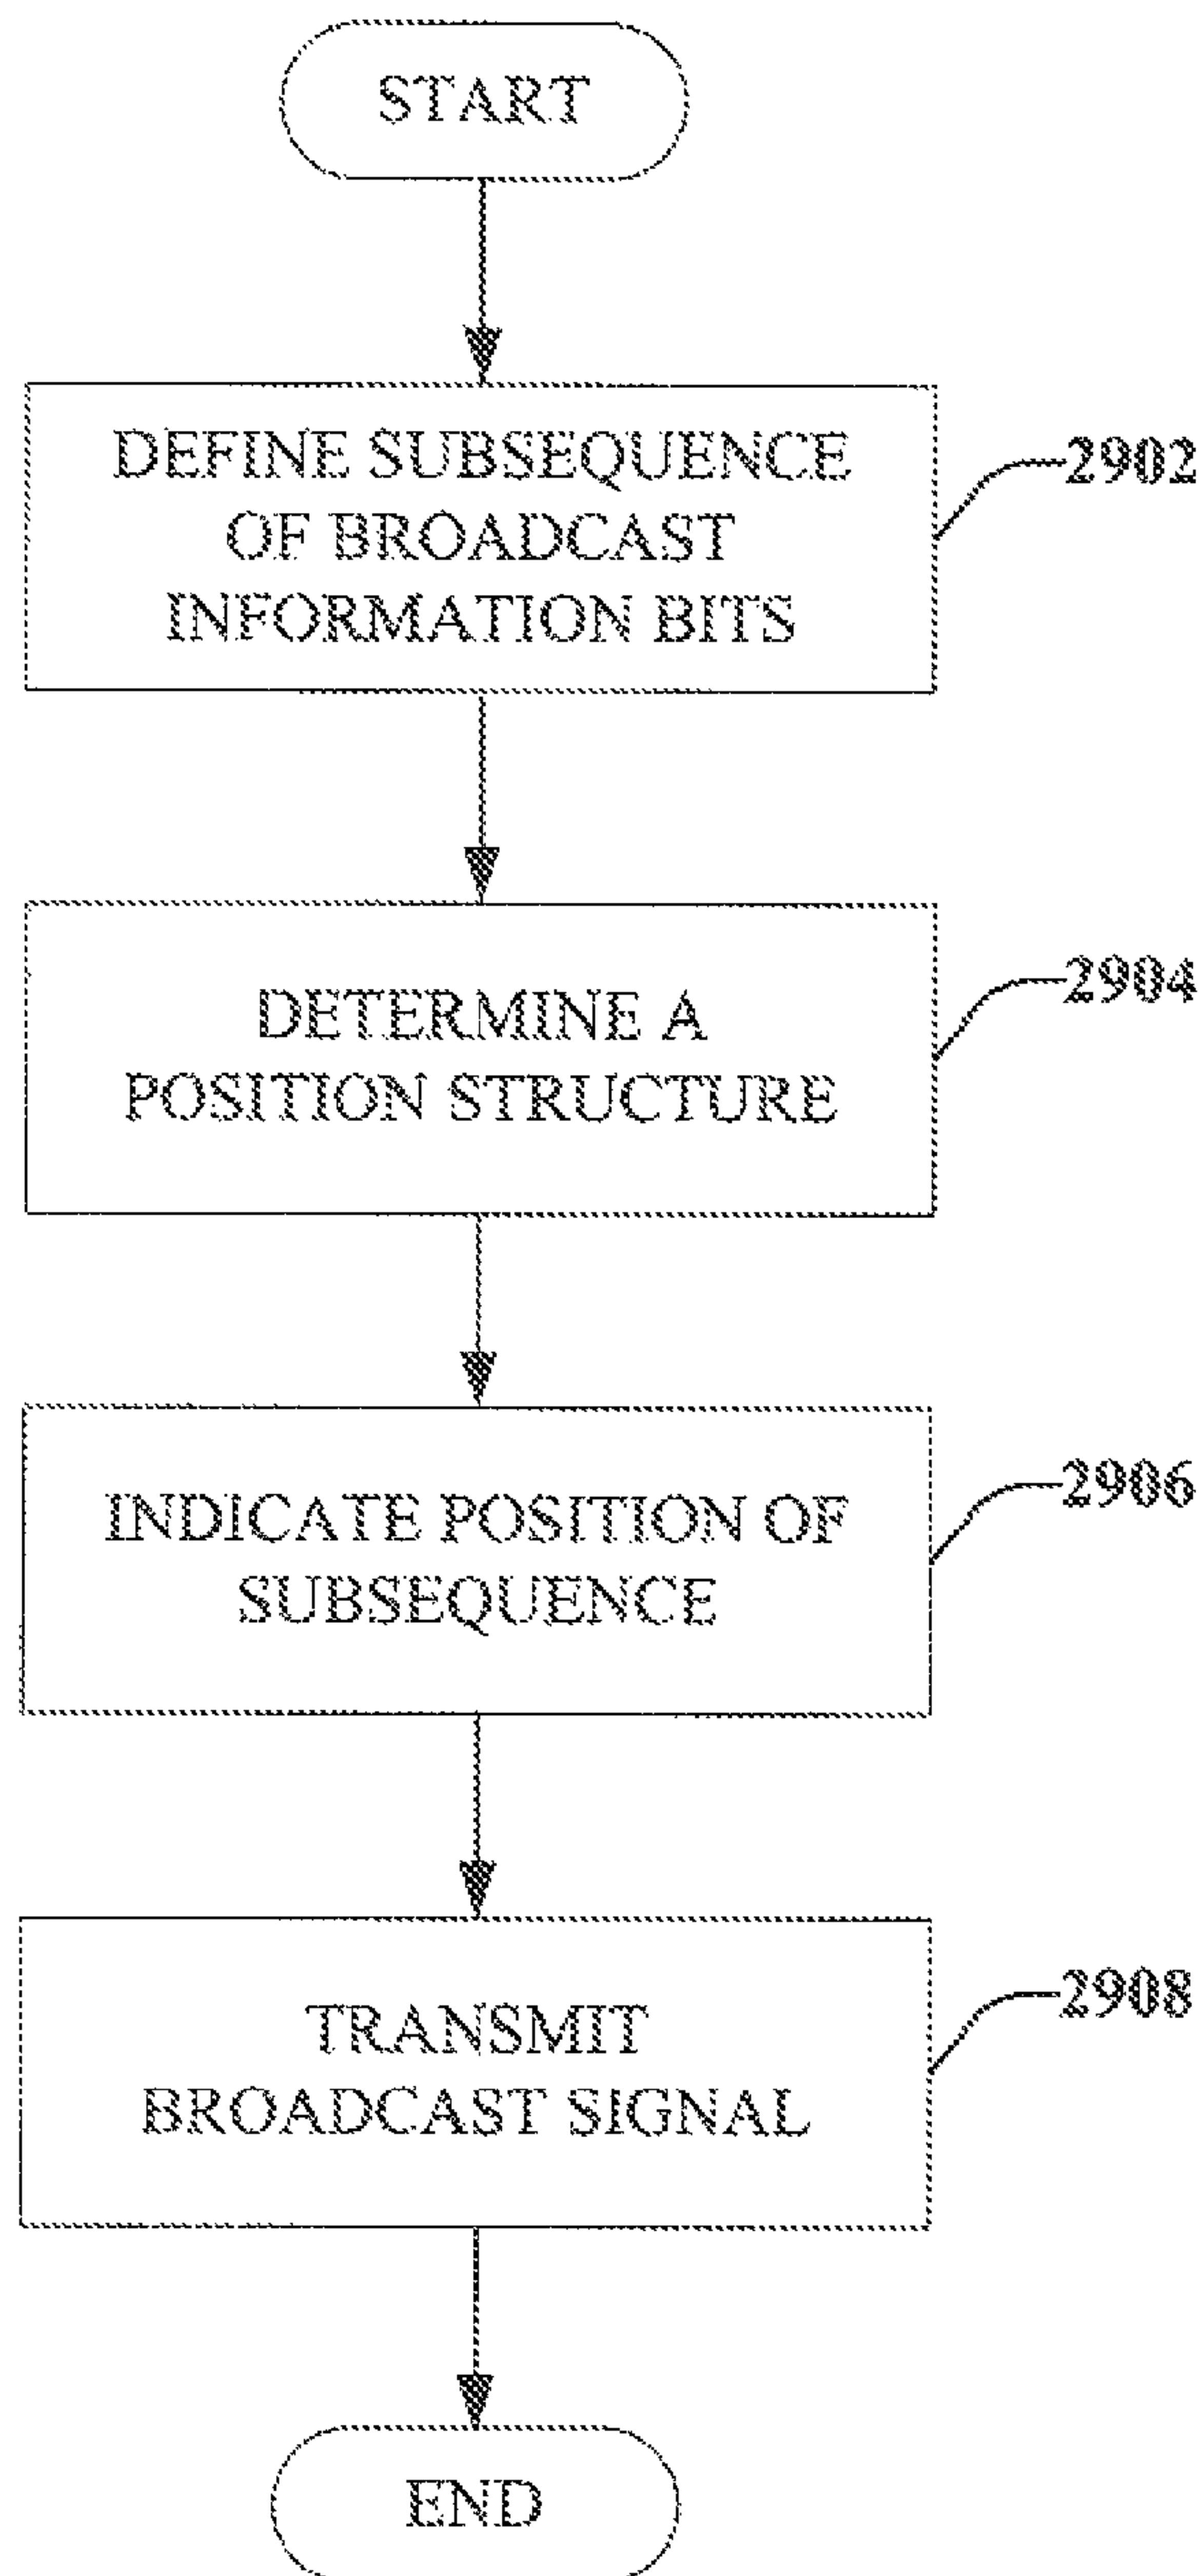 START
DEFINE SUBSEQUENCE
OF BROADCAST
INFORMATION BITS
2902
DETERMINE A
POSITION STRUCTURE
2904
INDICATE POSITION OF
SUBSEQUENCE
2906
TRANSMIT
BROADCAST SIGNAL
2908
END